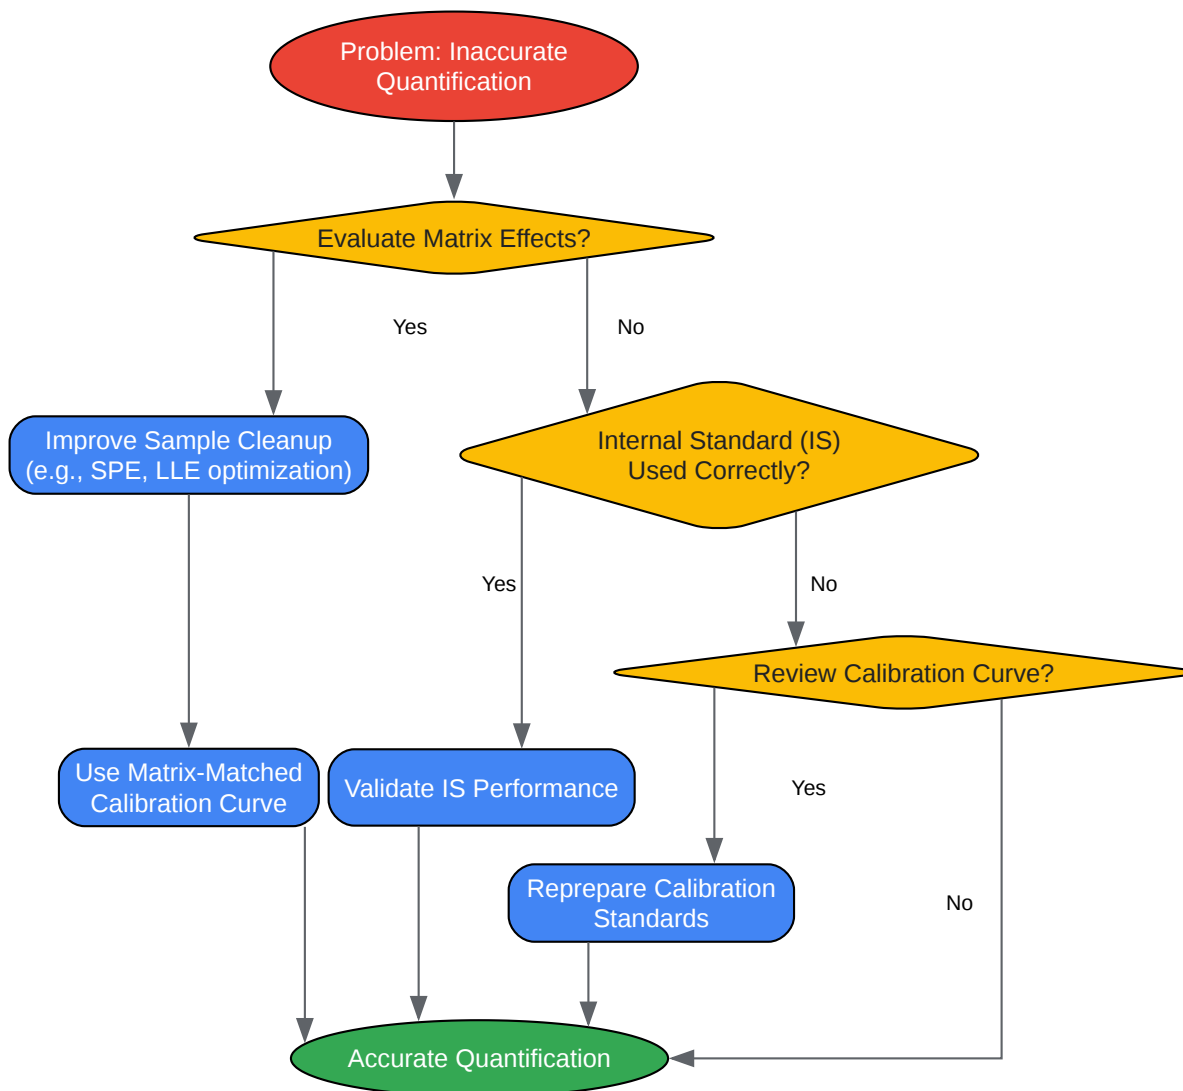 Problem: Inaccurate
Quantification
Evaluate Matrix Effects?
Yes
No
Improve Sample Cleanup
(e.g., SPE, LLE optimization)
Internal Standard (IS)
Used Correctly?
Yes
No
Review Calibration Curve?
Use Matrix-Matched
Calibration Curve
Validate IS Performance
Yes
Reprepare Calibration
Standards
No
Accurate Quantification